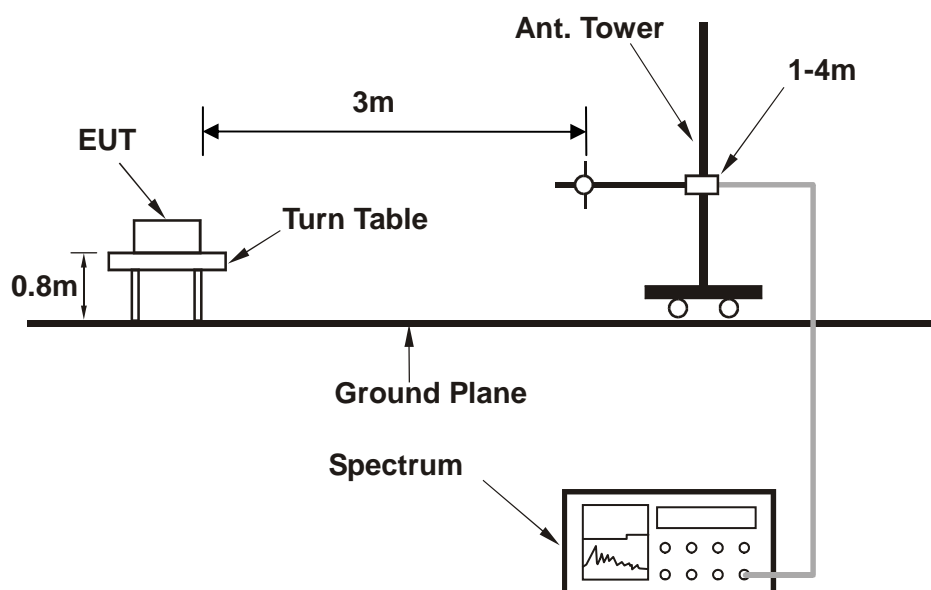 Ant. Tower
1-4m
3m
EUT
Turn Table
0.8m
Ground Plane
Spectrum